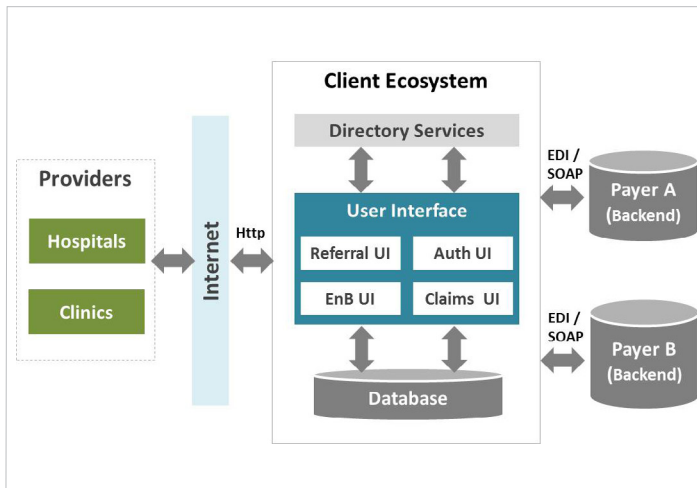 Client Ecosystem
Directory Services
Providers
Hospitals
Clinics
Internet
Http
User Interface
Referral UI
Auth UI
EnB UI
Claims UI
Database
EDI /
SOAP
Payer A
(Backend)
EDI /
SOAP
Payer B
(Backend)